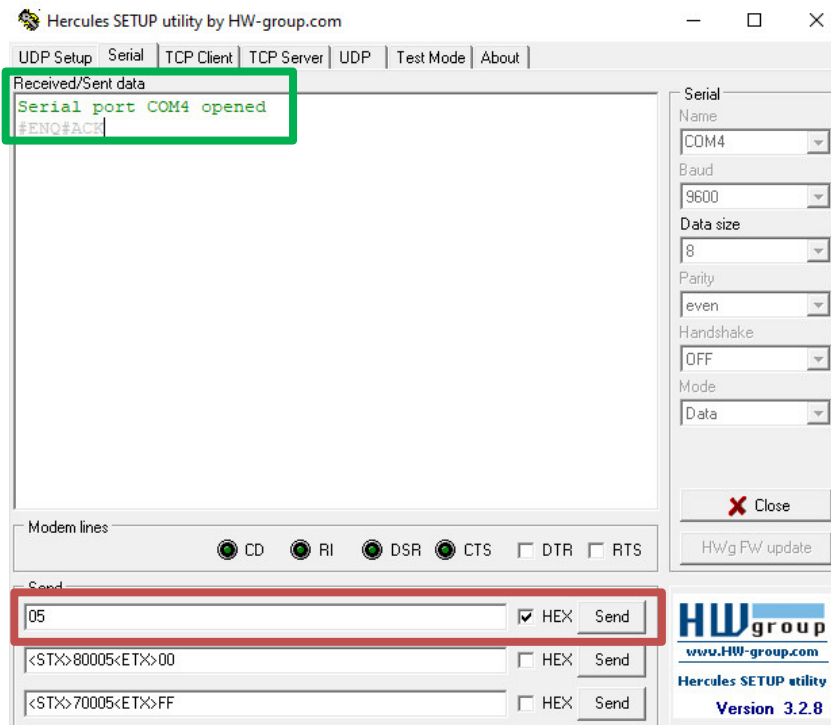 Hercules SETUP utility by HW-group.com
UDP Setup Serial TCP Client TCP Server UDP Test Mode About
Received/Sent data
Serial port COM4 opened
#ENQ#ACK
Serial
Name
COM4
Baud
9600
Data size
8
Parity
even
Handshake
OFF
Mode
Data
Close
HWg FW update
Modem lines
CD RI DSR CTS DTR RTS
Send
05 HEX Send
<STX>80005<ETX>00 HEX Send
<STX>70005<ETX>FF HEX Send
HWgroup
www.HW-group.com
Hercules SETUP utility
Version 3.2.8